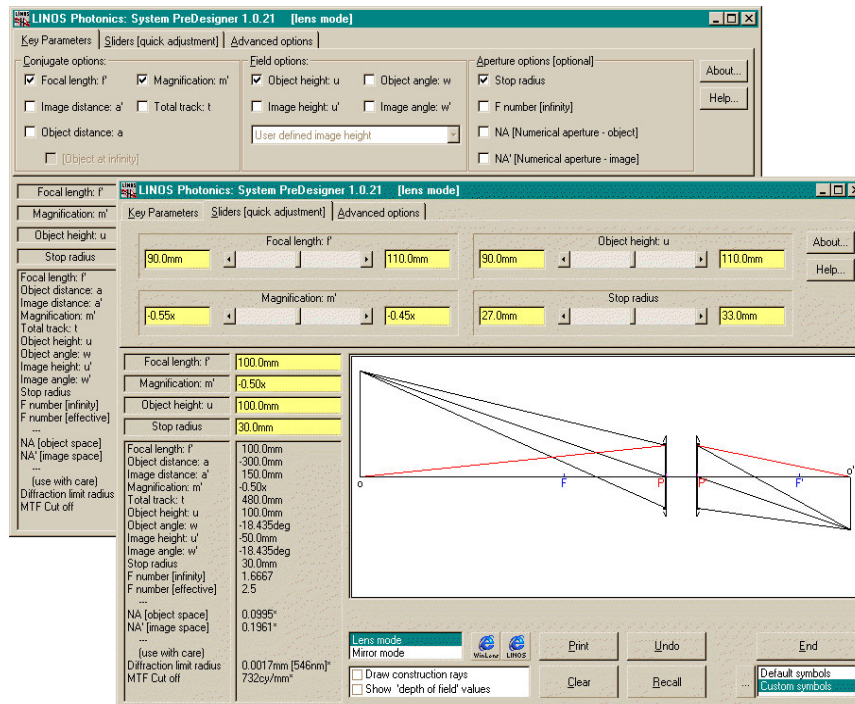 LINOS Photonics: System PreDesigner 1.0.21 [lens mode]
Key Parameters Sliders [quick adjustment] Advanced options
Conjugate options:
Focal length: f' Magnification: m'
Image distance: a' Total track: t
Object distance: a
[Object at infinity]
Field options:
Object height: u Object angle: w
Image height: u' Image angle: w'
User defined image height
Aperture options [optional]
Stop radius
F number [infinity]
NA [Numerical aperture - object]
NA' [Numerical aperture - image]
About...
Help...
Focal length: f'
Magnification: m'
Object height: u
Stop radius
Focal length: f'
Object distance: a
Image distance: a'
Magnification: m'
Total track: t
Object height: u
Object angle: w
Image height: u'
Image angle: w'
Stop radius
F number [infinity]
F number [effective]
---
NA [object space]
NA' [image space]
---
(use with care)
Diffraction limit radius
MTF Cut off
LINOS Photonics: System PreDesigner 1.0.21 [lens mode]
Key Parameters Sliders [quick adjustment] Advanced options
Focal length: f'
90.0mm 110.0mm
Object height: u
90.0mm 110.0mm
Magnification: m'
-0.55x -0.45x
Stop radius
27.0mm 33.0mm
About...
Help...
Focal length: f' 100.0mm
Magnification: m' -0.50x
Object height: u 100.0mm
Stop radius 30.0mm
Focal length: f' 100.0mm
Object distance: a -300.0mm
Image distance: a' 150.0mm
Magnification: m' -0.50x
Total track: t 480.0mm
Object height: u 100.0mm
Object angle: w -18.435deg
Image height: u' -50.0mm
Image angle: w' -18.435deg
Stop radius 30.0mm
F number [infinity] 1.6667
F number [effective] 2.5
---
NA [object space] 0.0995*
NA' [image space] 0.1961*
---
(use with care)
Diffraction limit radius 0.0017mm [546nm]*
MTF Cut off 732cy/mm*
O F P P' F' O'
Lens mode
Mirror mode
WinLens LINOS
Draw construction rays
Show 'depth of field' values
Print Undo End
Clear Recall ...
Default symbols
Custom symbols